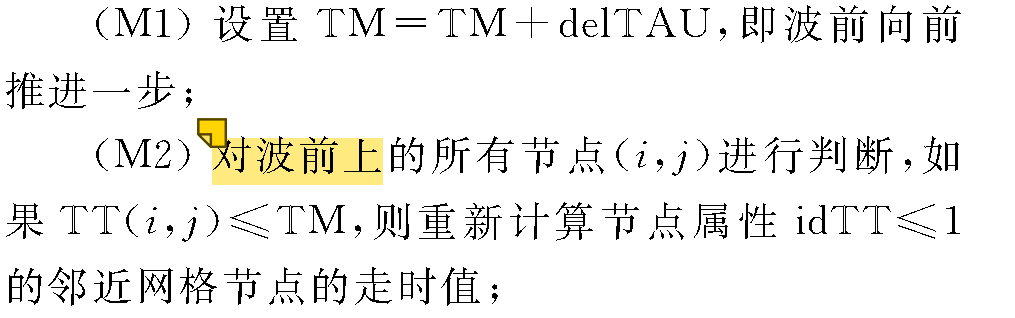 (M1) 设置 TM=TM+delTAU,即波前向前
推进一步;
(M2) 对波前上的所有节点(i,j)进行判断,如
果 TT(i,j)≤TM,则重新计算节点属性 idTT≤1
的邻近网格节点的走时值;